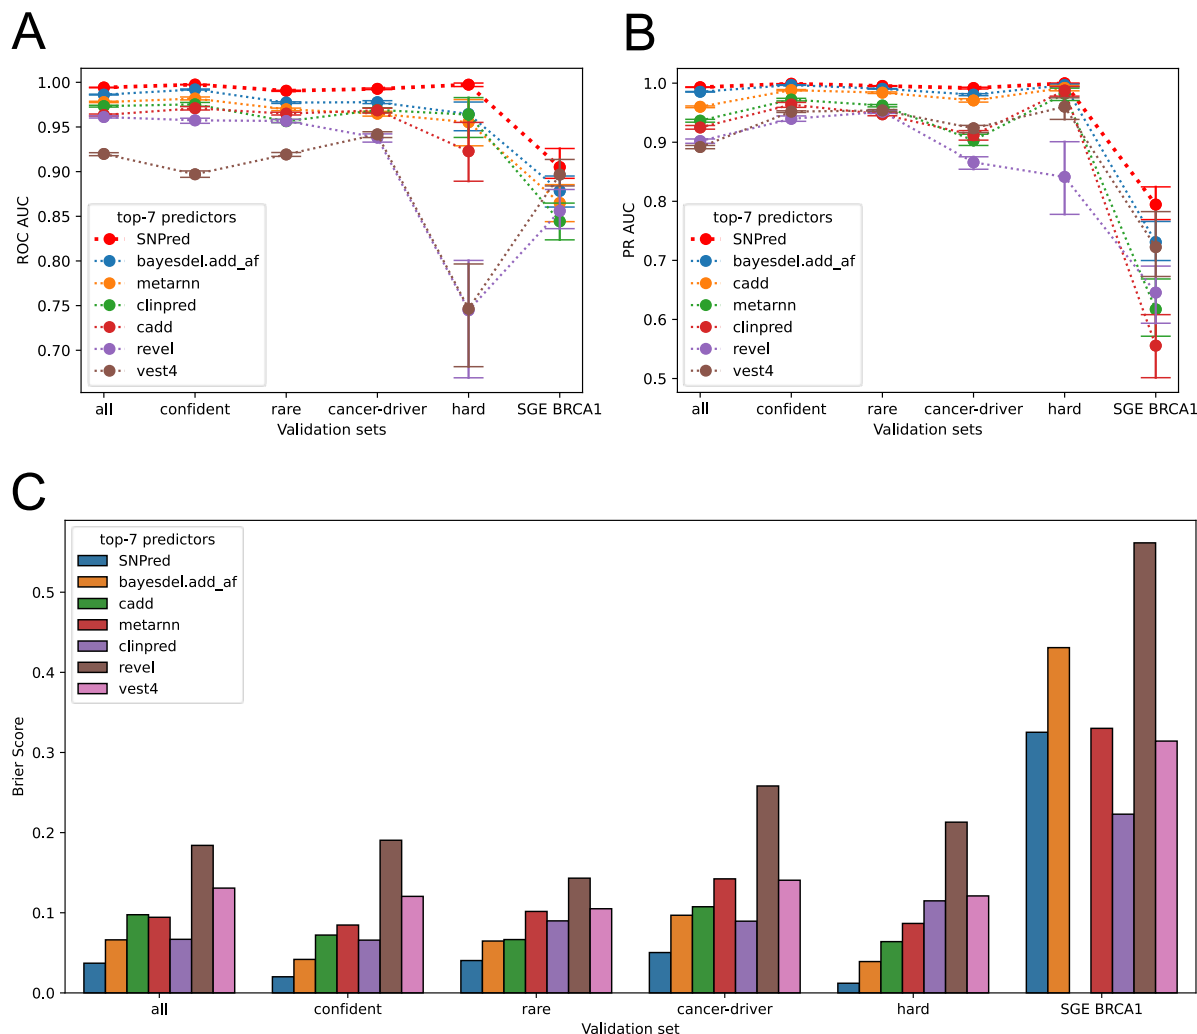 A
ROC AUC
1.00
0.95
0.90
0.85
0.80
0.75
0.70
top-7 predictors
SNPred
bayesdel.add_af
metarnn
clinpred
cadd
revel
vest4
all
confident
rare
cancer-driver
hard
SGE BRCA1
Validation sets
B
PR AUC
1.0
0.9
0.8
0.7
0.6
0.5
top-7 predictors
SNPred
bayesdel.add_af
cadd
metarnn
clinpred
revel
vest4
all
confident
rare
cancer-driver
hard
SGE BRCA1
Validation sets
C
Brier Score
0.5
0.4
0.3
0.2
0.1
0.0
top-7 predictors
SNPred
bayesdel.add_af
cadd
metarnn
clinpred
revel
vest4
all
confident
rare
cancer-driver
hard
SGE BRCA1
Validation set